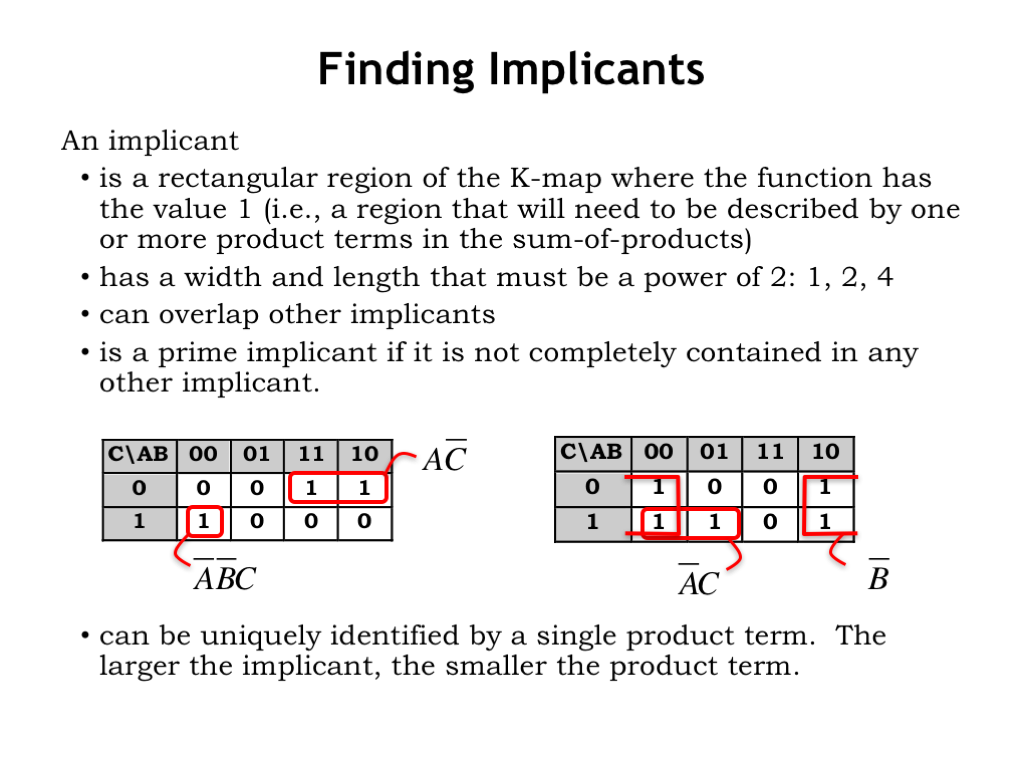 Finding Implicants
An implicant
• is a rectangular region of the K-map where the function has
the value 1 (i.e., a region that will need to be described by one
or more product terms in the sum-of-products)
• has a width and length that must be a power of 2: 1, 2, 4
• can overlap other implicants
• is a prime implicant if it is not completely contained in any
other implicant.
C\AB 00 01 11 10
0 0 0 1 1
1 1 0 0 0
A̅C̅
A̅B̅C
C\AB 00 01 11 10
0 1 0 0 1
1 1 1 0 1
A̅C
B̅
• can be uniquely identified by a single product term. The
larger the implicant, the smaller the product term.